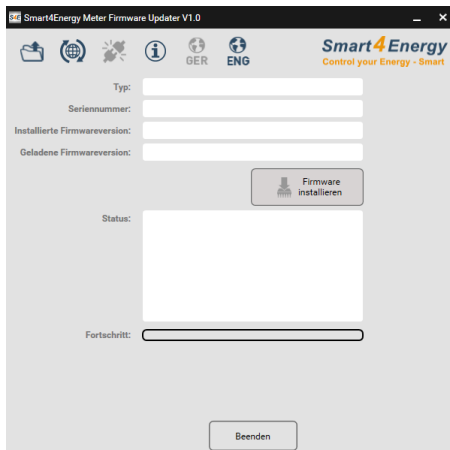 S4E Smart4Energy Meter Firmware Updater V1.0
GER
ENG
Smart4Energy
Control your Energy - Smart
Typ:
Seriennummer:
Installierte Firmwareversion:
Geladene Firmwareversion:
Firmware
installieren
Status:
Fortschritt:
Beenden